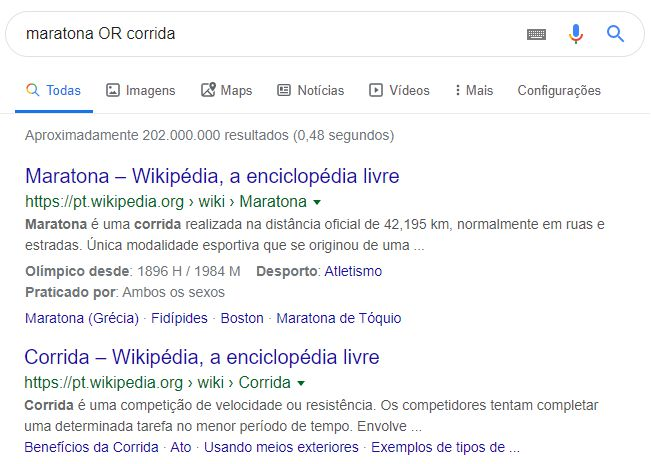 maratona OR corrida
Todas Imagens Maps Notícias Vídeos Mais Configurações
Aproximadamente 202.000.000 resultados (0,48 segundos)
Maratona – Wikipédia, a enciclopédia livre
https://pt.wikipedia.org › wiki › Maratona
Maratona é uma corrida realizada na distância oficial de 42,195 km, normalmente em ruas e
estradas. Única modalidade esportiva que se originou de uma ...
Olímpico desde: 1896 H / 1984 M Desporto: Atletismo
Praticado por: Ambos os sexos
Maratona (Grécia) · Fidípides · Boston · Maratona de Tóquio
Corrida – Wikipédia, a enciclopédia livre
https://pt.wikipedia.org › wiki › Corrida
Corrida é uma competição de velocidade ou resistência. Os competidores tentam completar
uma determinada tarefa no menor período de tempo. Envolve ...
Benefícios da Corrida · Ato · Usando meios exteriores · Exemplos de tipos de ...